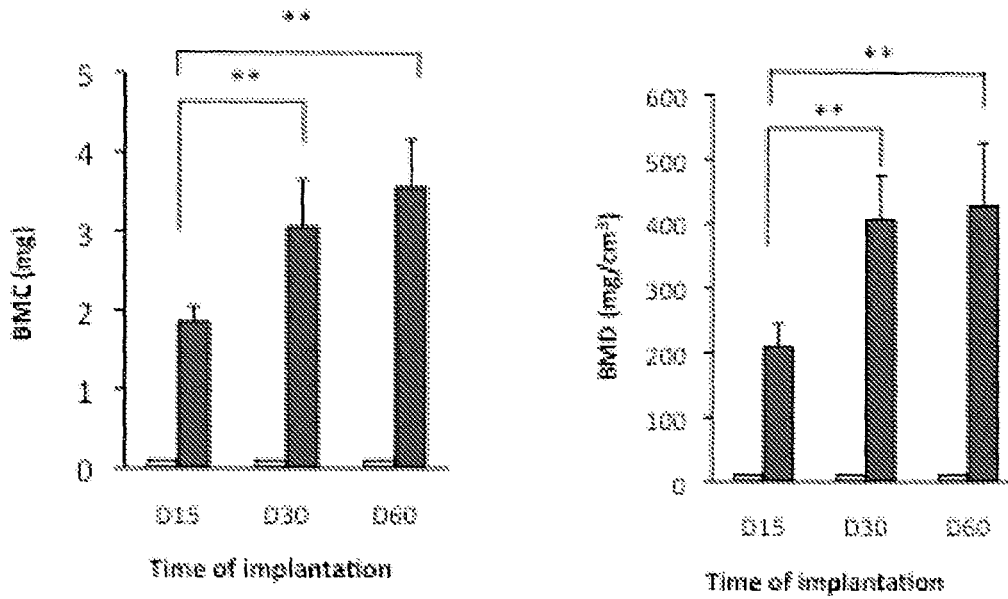 **
**
5
4
3
2
1
0
BMC (mg)
D15 D30 D60
Time of implantation
**
**
600
500
400
300
200
100
0
BMD (mg/cm³)
D15 D30 D60
Time of implantation